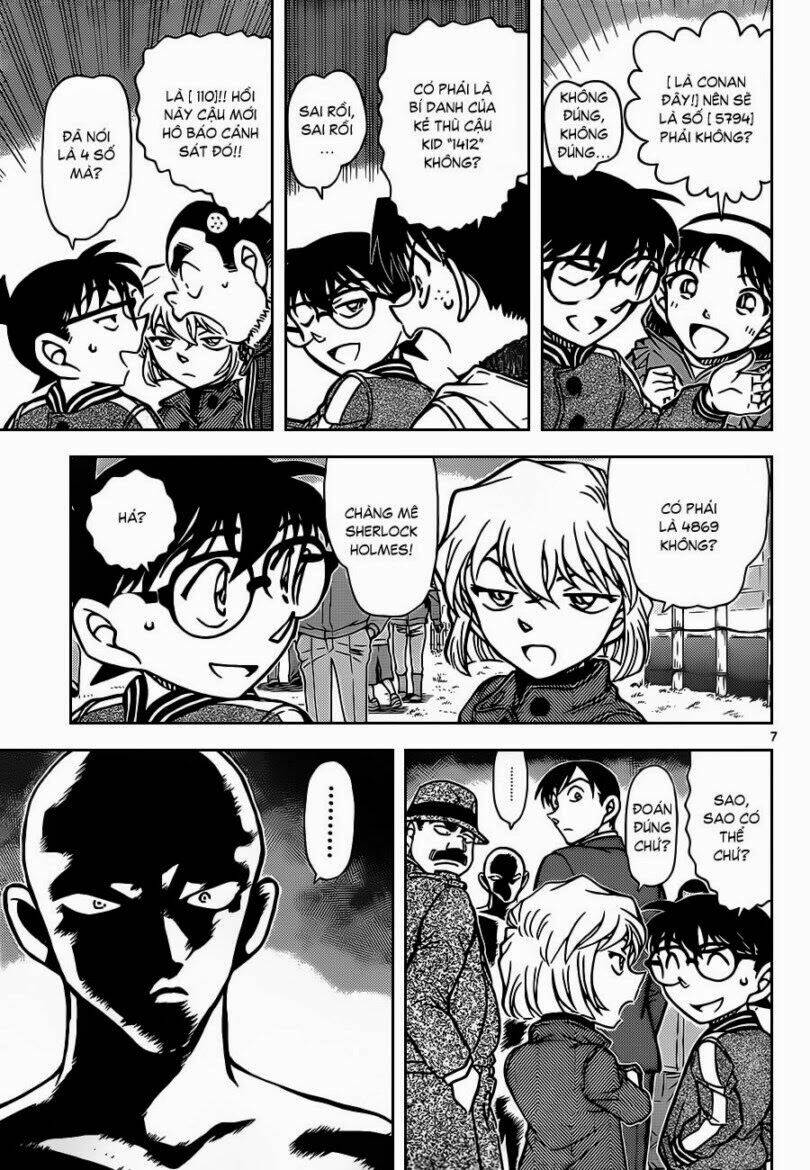 [ LÀ CONAN
ĐÂY!] NÊN SẼ
LÀ SỐ [ 5794]
PHẢI KHÔNG?
KHÔNG
ĐÚNG,
KHÔNG
ĐÚNG...
CÓ PHẢI LÀ
BÍ DANH CỦA
KẺ THÙ CẬU
KID "1412"
KHÔNG?
SAI RỒI,
SAI RỒI
...
LÀ [ 110]!! HỒI
NÃY CẬU MỚI
HÔ BÁO CẢNH
SÁT ĐÓ!!
ĐÃ NÓI
LÀ 4 SỐ
MÀ?
CÓ PHẢI
LÀ 4869
KHÔNG?
CHÀNG MÊ
SHERLOCK
HOLMES!
HẢ?
7
SAO,
SAO CÓ
THỂ
CHỨ?
ĐOÁN
ĐÚNG
CHỨ?
.........
.........